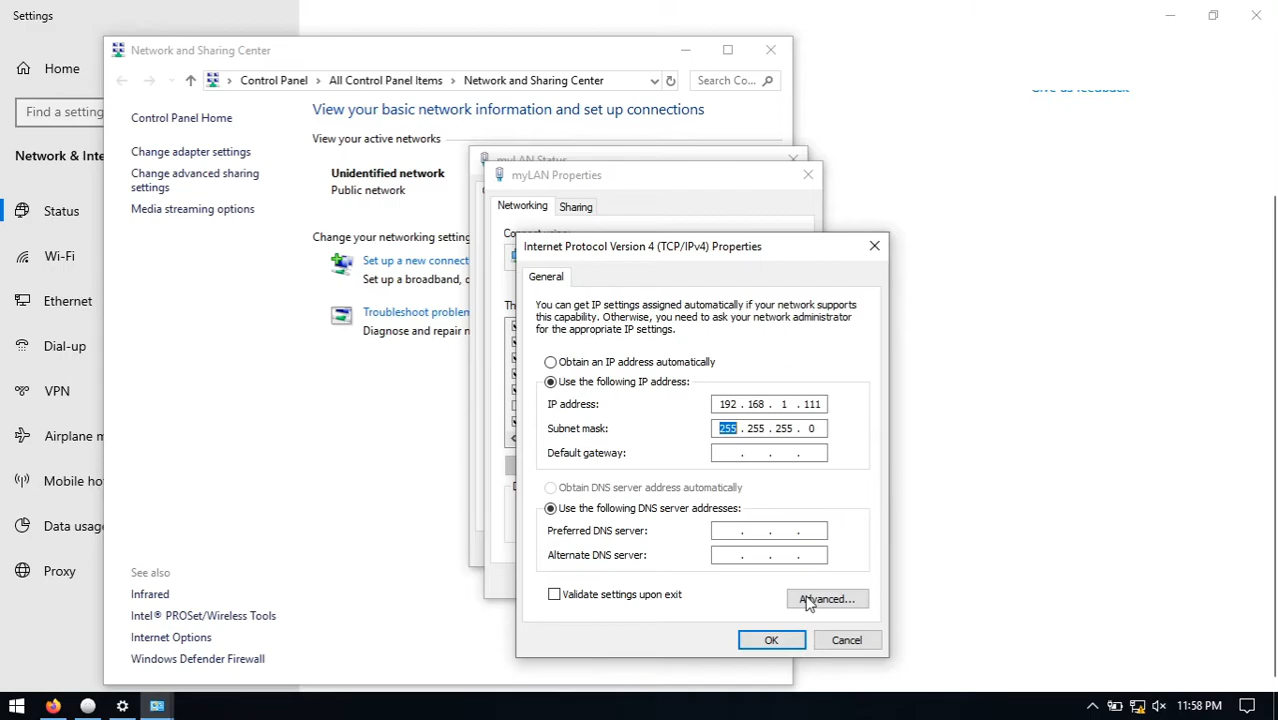 Settings
Home
Find a setting
Network & Inte
Status
Wi-Fi
Ethernet
Dial-up
VPN
Airplane m
Mobile ho
Data usag
Proxy
Network and Sharing Center
Control Panel > All Control Panel Items > Network and Sharing Center
Search Co...
Control Panel Home
Change adapter settings
Change advanced sharing
settings
Media streaming options
See also
Infrared
Intel® PROSet/Wireless Tools
Internet Options
Windows Defender Firewall
View your basic network information and set up connections
View your active networks
Unidentified network
Public network
Change your networking setting
Set up a new connect
Set up a broadband, d
Troubleshoot problem
Diagnose and repair n
Give us feedback
myLAN Status
myLAN Properties
Networking
Sharing
Conne
Th
Internet Protocol Version 4 (TCP/IPv4) Properties
General
You can get IP settings assigned automatically if your network supports
this capability. Otherwise, you need to ask your network administrator
for the appropriate IP settings.
Obtain an IP address automatically
Use the following IP address:
IP address: 192 . 168 . 1 . 111
Subnet mask: 255 . 255 . 255 . 0
Default gateway: . . .
Obtain DNS server address automatically
Use the following DNS server addresses:
Preferred DNS server: . . .
Alternate DNS server: . . .
Validate settings upon exit
Advanced...
OK
Cancel
11:58 PM